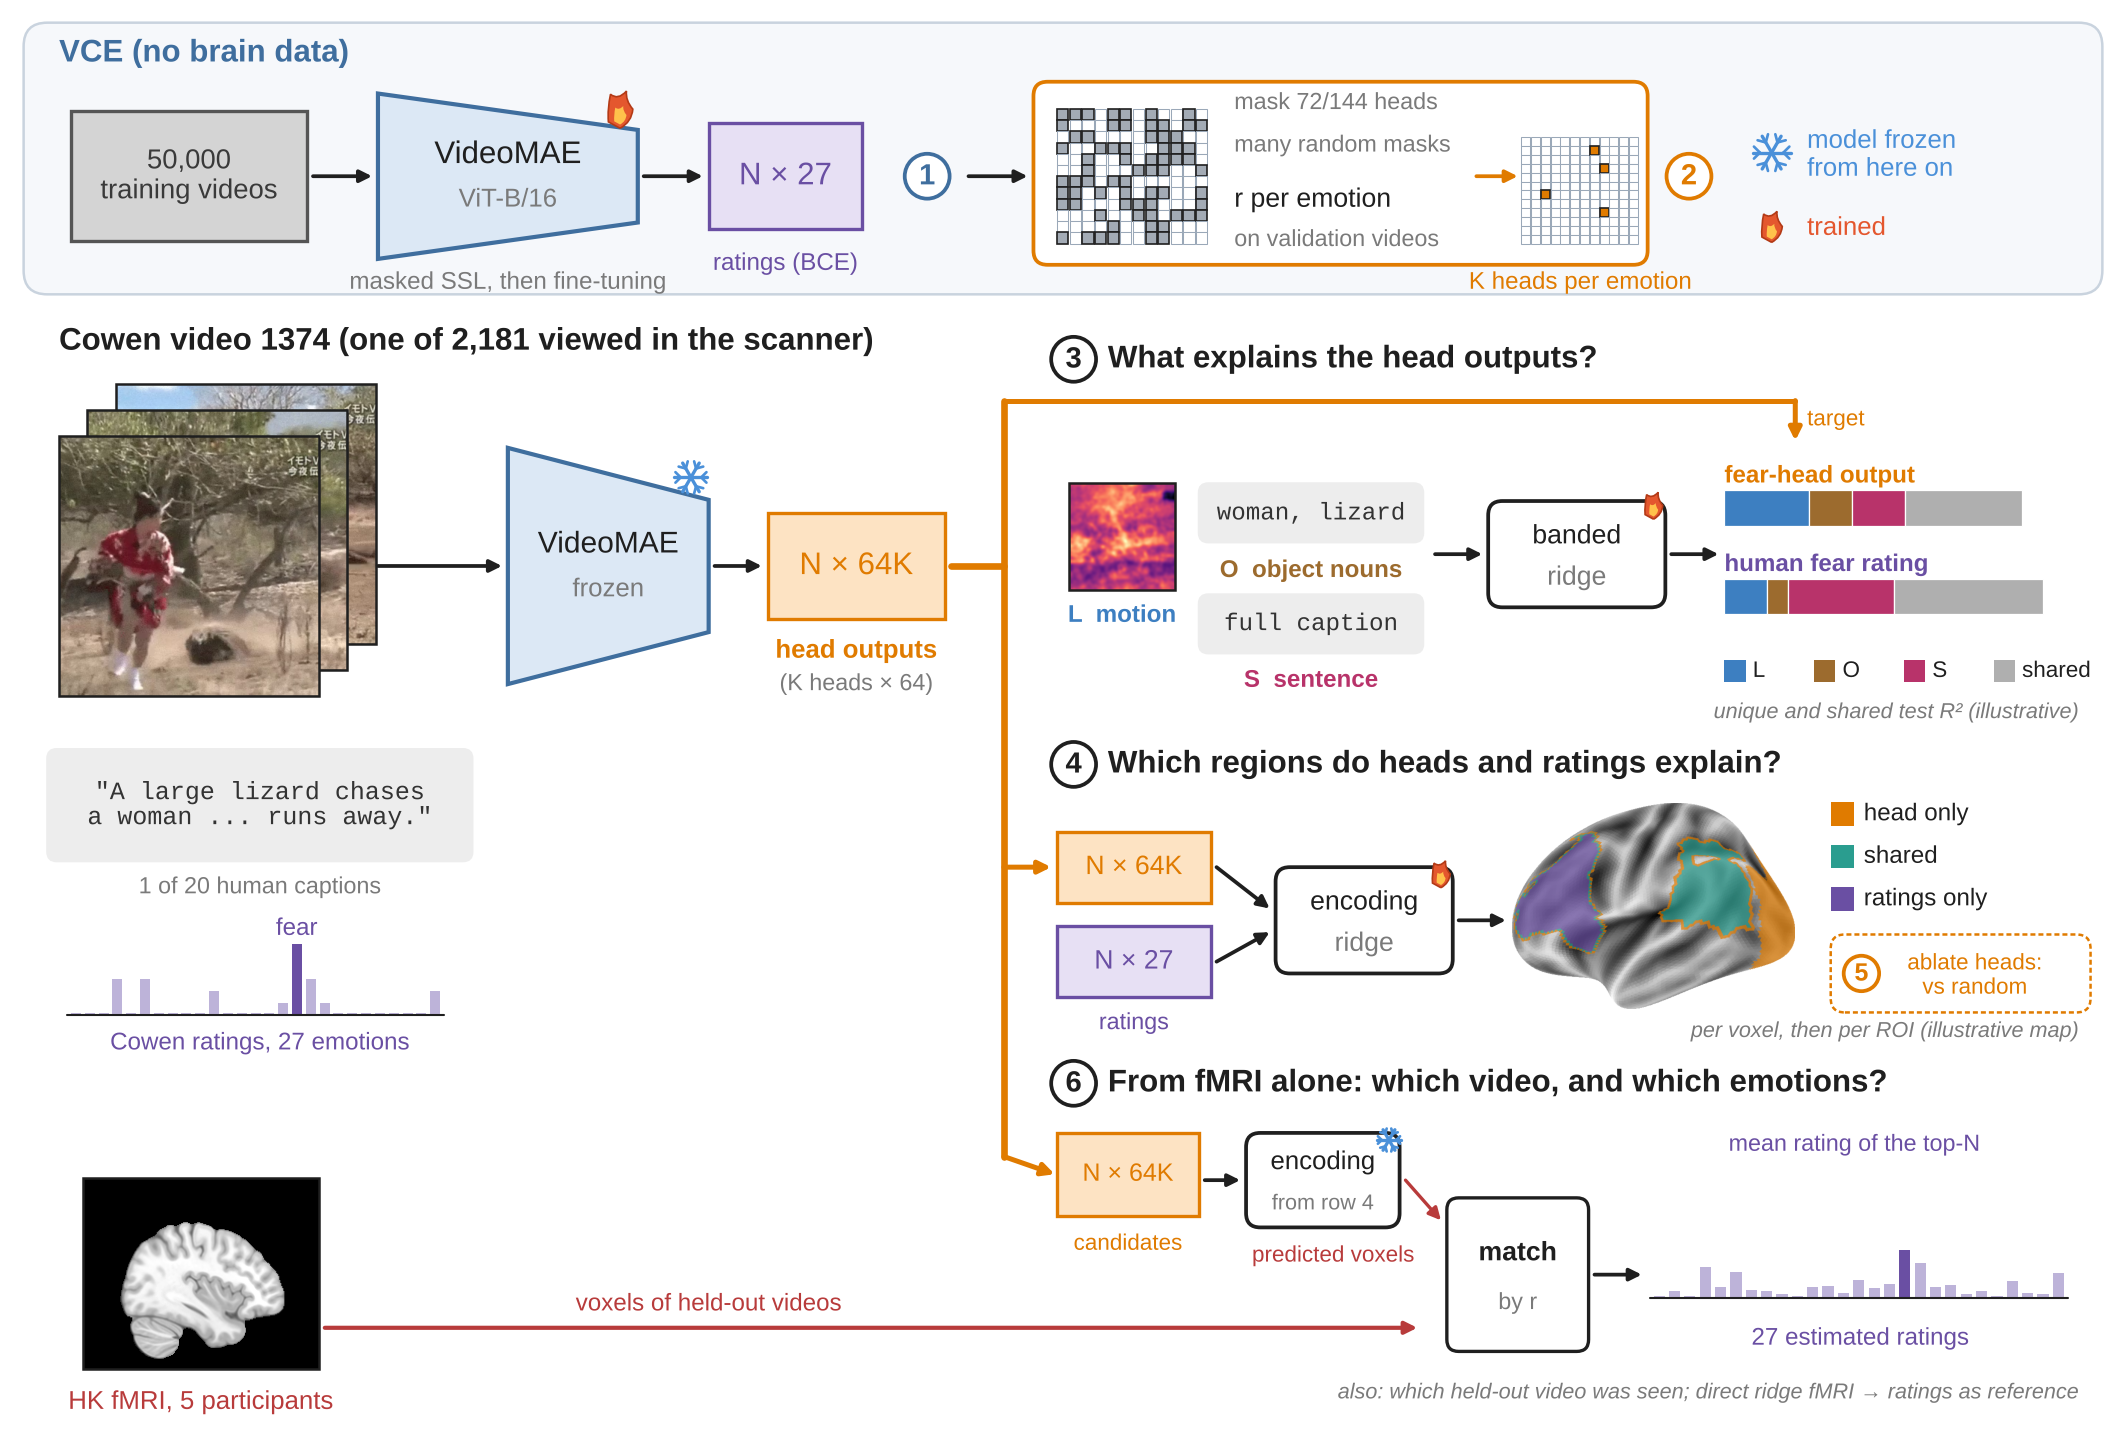 VCE (no brain data)
50,000
training videos
VideoMAE
ViT-B/16
masked SSL, then fine-tuning
N × 27
ratings (BCE)
1
mask 72/144 heads
many random masks
r per emotion
on validation videos
K heads per emotion
2
model frozen
from here on
trained
Cowen video 1374 (one of 2,181 viewed in the scanner)
イモトV
今夜伝
VideoMAE
frozen
N × 64K
head outputs
(K heads × 64)
"A large lizard chases
a woman ... runs away."
1 of 20 human captions
fear
Cowen ratings, 27 emotions
HK fMRI, 5 participants
voxels of held-out videos
3 What explains the head outputs?
target
L motion
woman, lizard
O object nouns
full caption
S sentence
banded
ridge
fear-head output
human fear rating
L O S shared
unique and shared test R² (illustrative)
4 Which regions do heads and ratings explain?
N × 64K
N × 27
ratings
encoding
ridge
head only
shared
ratings only
5 ablate heads:
vs random
per voxel, then per ROI (illustrative map)
6 From fMRI alone: which video, and which emotions?
N × 64K
candidates
encoding
from row 4
predicted voxels
match
by r
mean rating of the top-N
27 estimated ratings
also: which held-out video was seen; direct ridge fMRI → ratings as reference